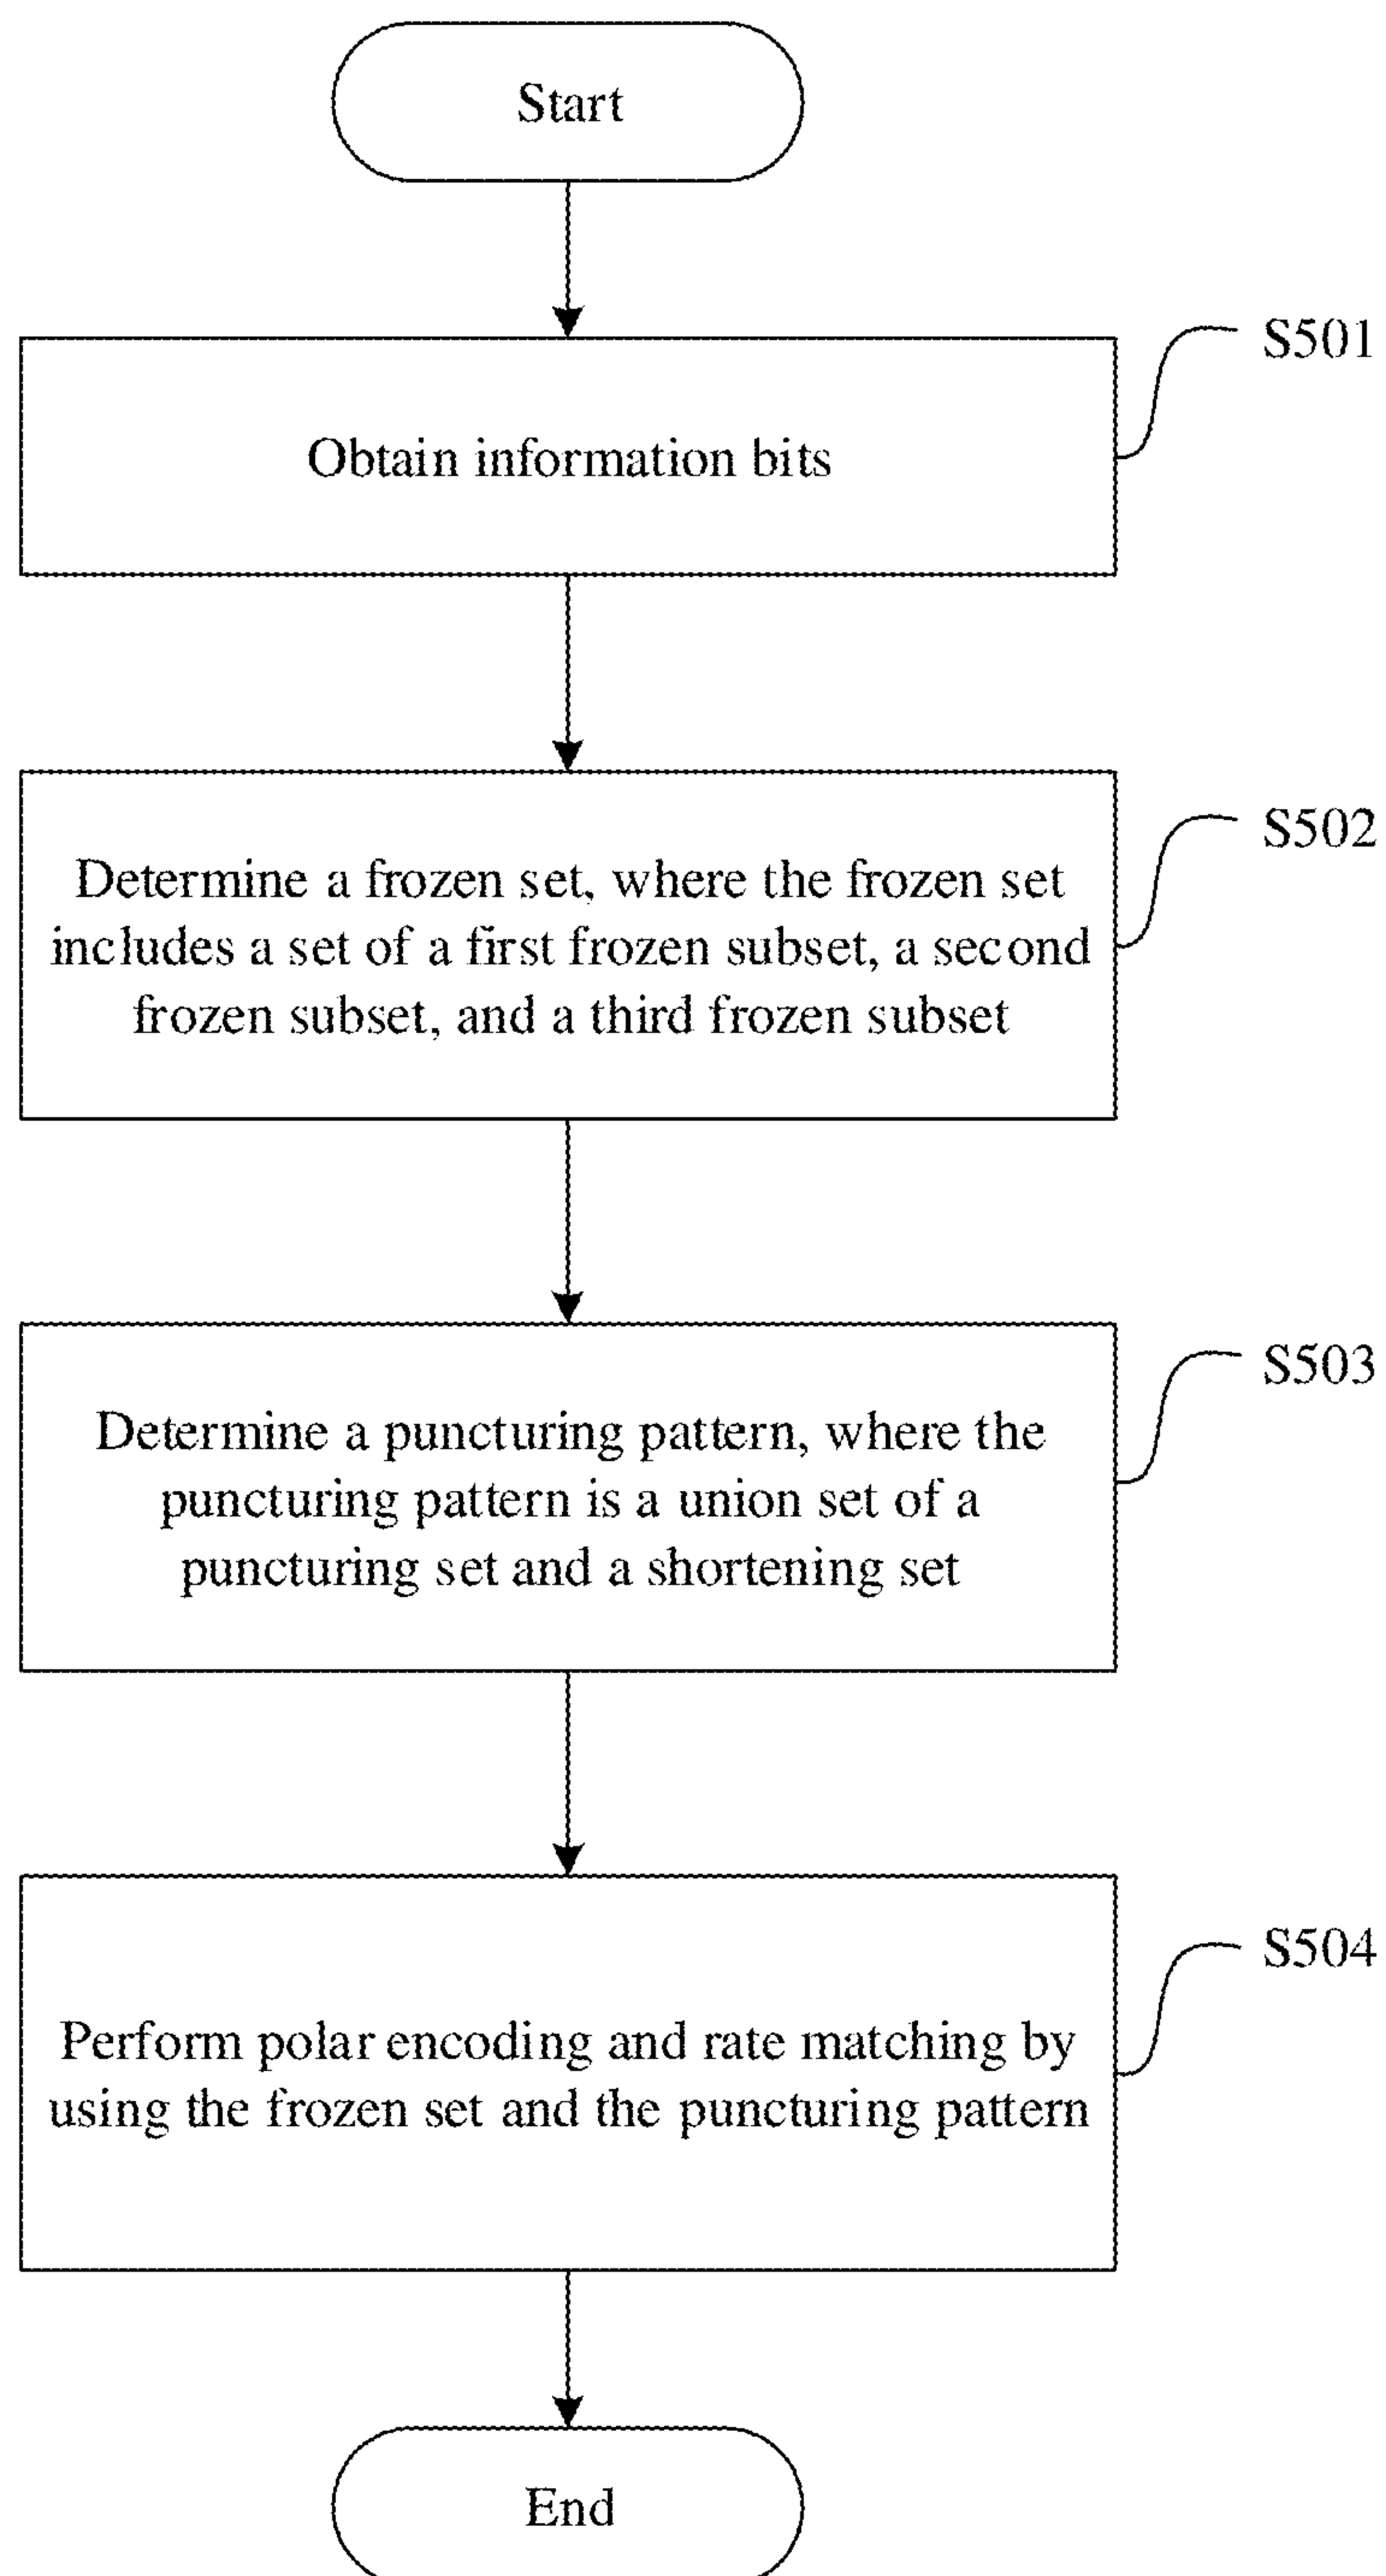 Start
S501
Obtain information bits
S502
Determine a frozen set, where the frozen set
includes a set of a first frozen subset, a second
frozen subset, and a third frozen subset
S503
Determine a puncturing pattern, where the
puncturing pattern is a union set of a
puncturing set and a shortening set
S504
Perform polar encoding and rate matching by
using the frozen set and the puncturing pattern
End